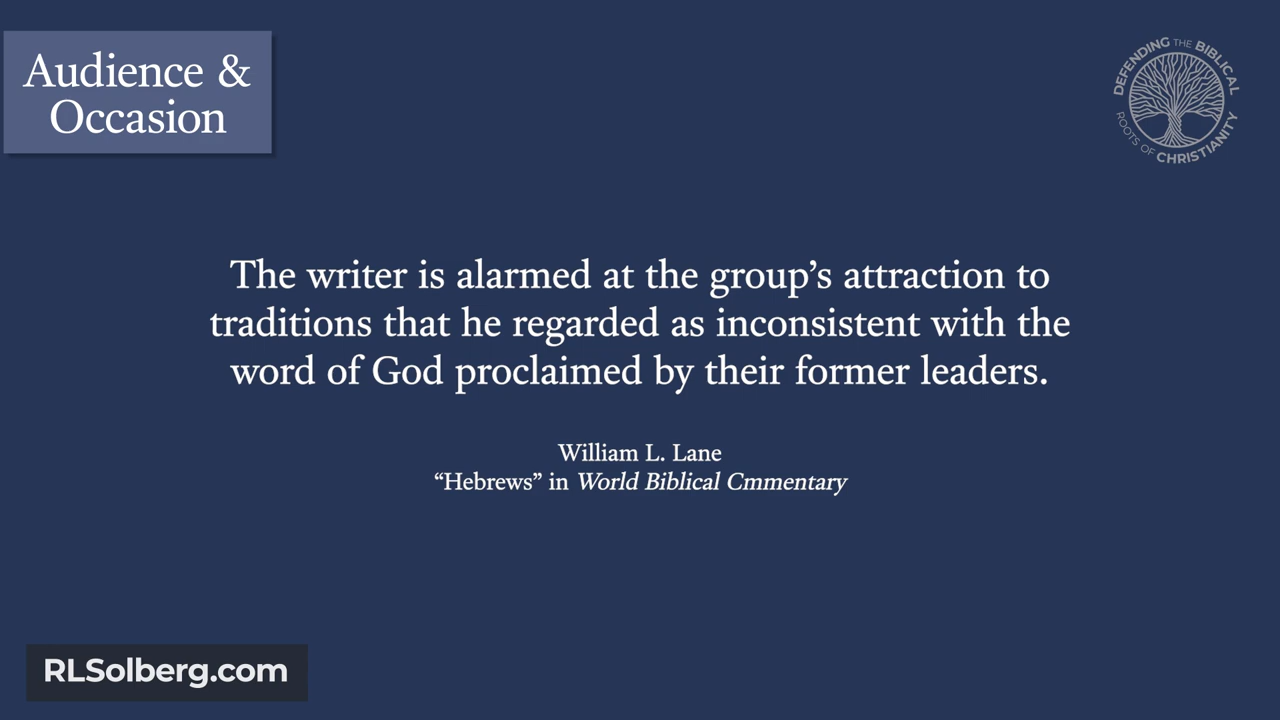 Audience &
Occasion
DEFENDING THE BIBLICAL
ROOTS OF CHRISTIANITY
The writer is alarmed at the group’s attraction to
traditions that he regarded as inconsistent with the
word of God proclaimed by their former leaders.
William L. Lane
“Hebrews” in World Biblical Cmmentary
RLSolberg.com